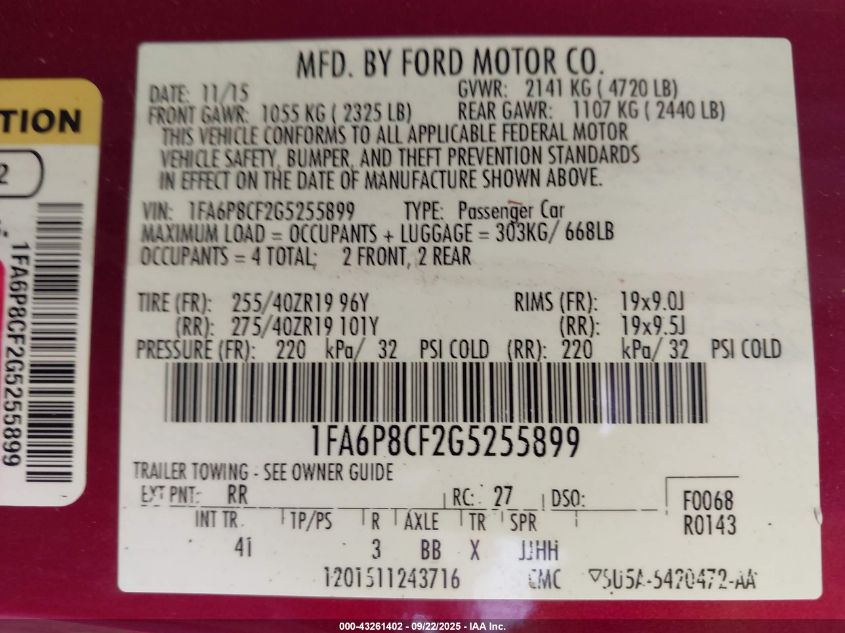 TION
2
1FA6P8CF2G5255899
MFD. BY FORD MOTOR CO.
DATE: 11/15 GVWR: 2141 KG ( 4720 LB)
FRONT GAWR: 1055 KG ( 2325 LB) REAR GAWR: 1107 KG ( 2440 LB)
THIS VEHICLE CONFORMS TO ALL APPLICABLE FEDERAL MOTOR
VEHICLE SAFETY, BUMPER, AND THEFT PREVENTION STANDARDS
IN EFFECT ON THE DATE OF MANUFACTURE SHOWN ABOVE.
VIN: 1FA6P8CF2G5255899 TYPE: Passenger Car
MAXIMUM LOAD = OCCUPANTS + LUGGAGE = 303KG/ 668LB
OCCUPANTS = 4 TOTAL; 2 FRONT, 2 REAR
TIRE (FR): 255/40ZR19 96Y RIMS (FR): 19x9.0J
(RR): 275/40ZR19 101Y (RR): 19x9.5J
PRESSURE (FR): 220 kPa/ 32 PSI COLD (RR): 220 kPa/ 32 PSI COLD
1FA6P8CF2G5255899
TRAILER TOWING - SEE OWNER GUIDE
EXT PNT: RR RC: 27 DSO: F0068
INT TR TP/PS R AXLE TR SPR R0143
41 3 BB X JJHH
1201511243716 CMC
000-43261402 - 09/22/2025 - IAA Inc.